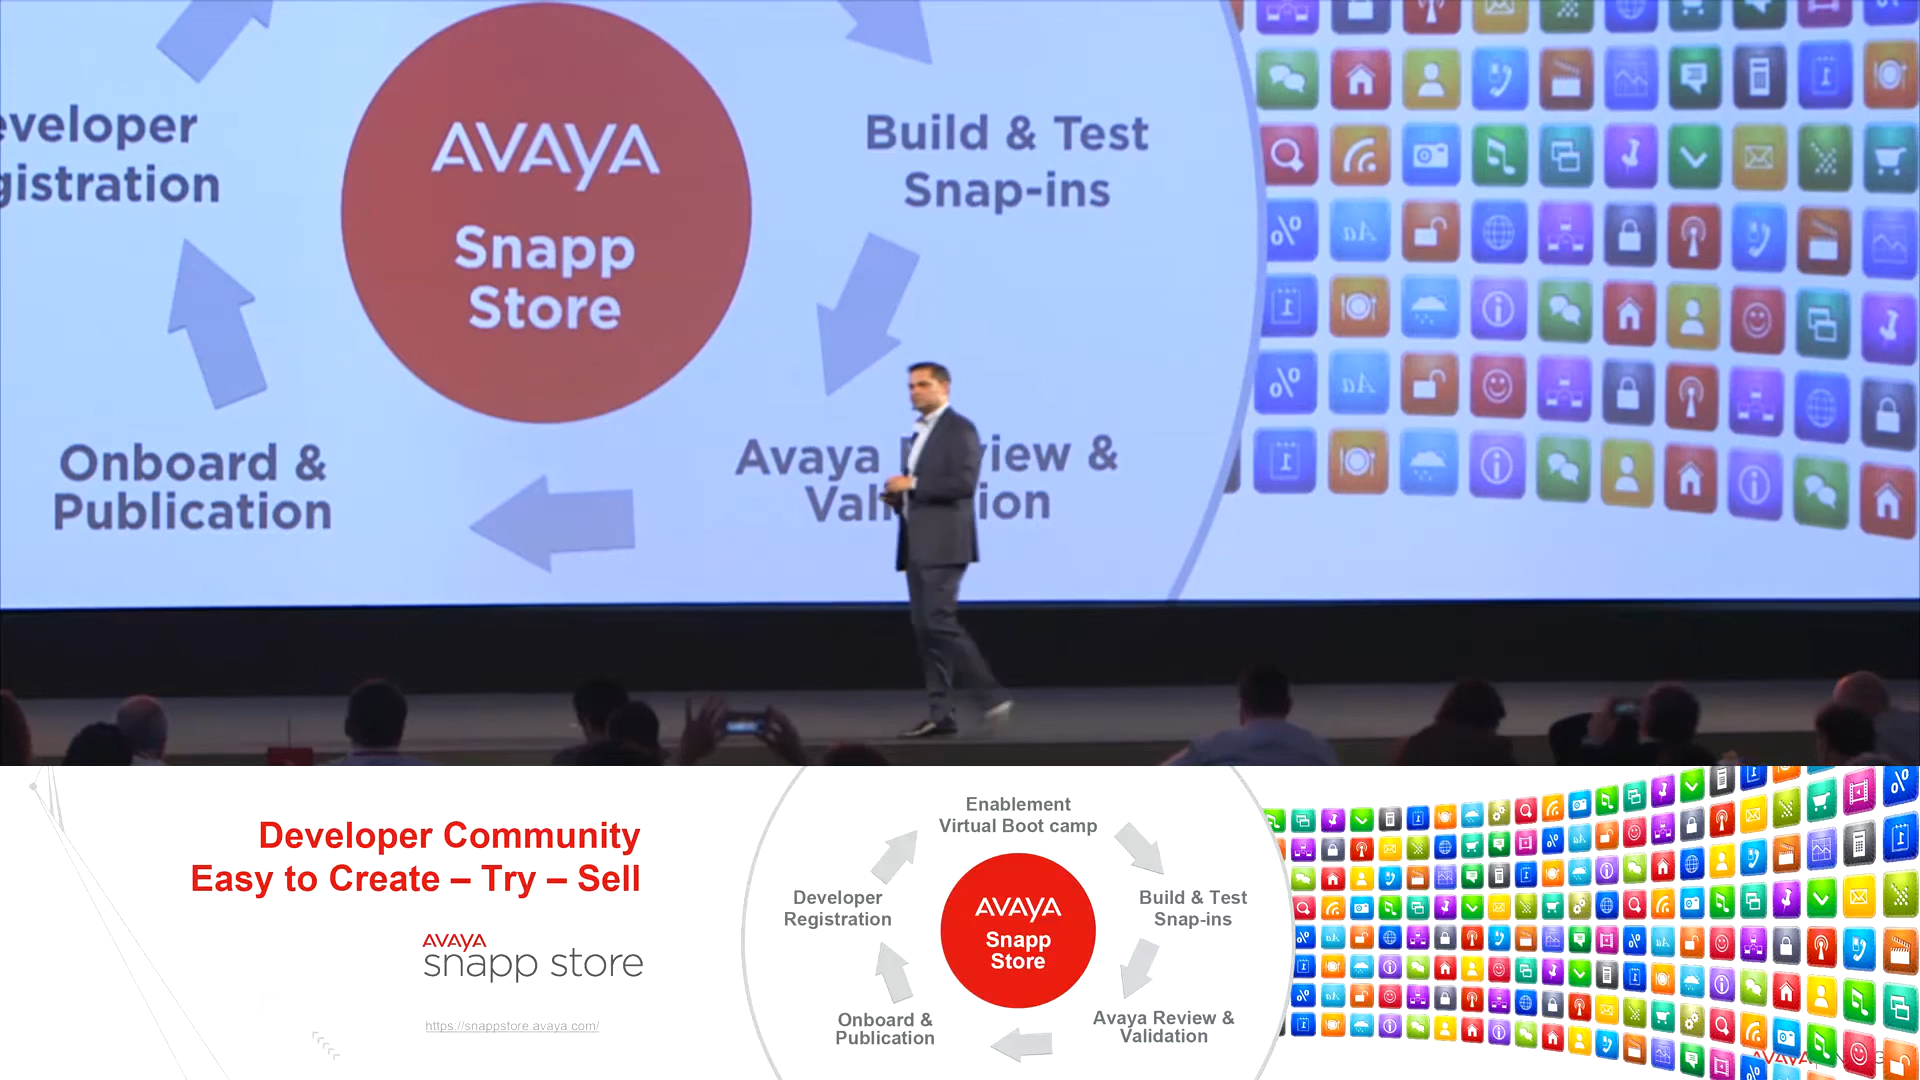 eveloper
gistration
AVAYA
Snapp
Store
Build & Test
Snap-ins
Onboard &
Publication
Avaya
iew &
Vali
ion
Developer Community
Easy to Create – Try – Sell
AVAYA
snapp store
https://snappstore.avaya.com/
Enablement
Virtual Boot camp
Developer
Registration
AVAYA
Snapp
Store
Build & Test
Snap-ins
Onboard &
Publication
Avaya Review &
Validation
AVAYA